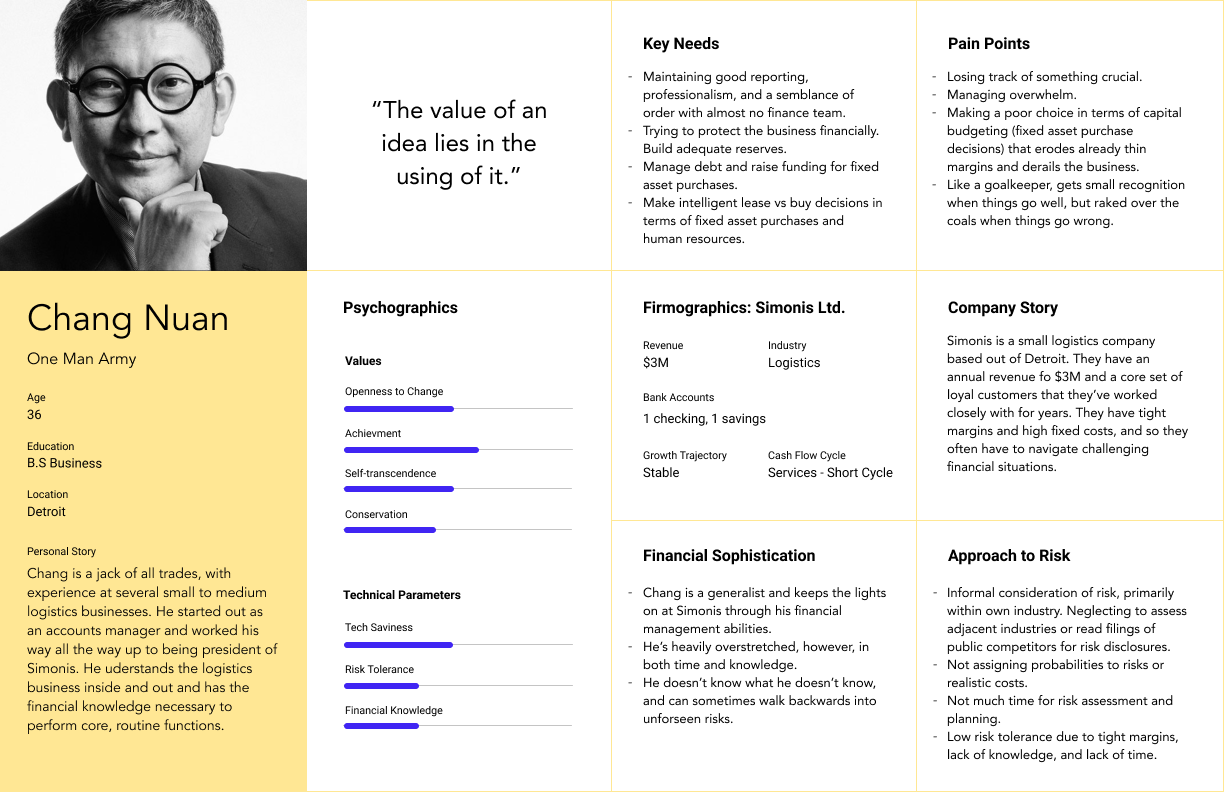 “The value of an
idea lies in the
using of it.”
Key Needs
- Maintaining good reporting,
professionalism, and a semblance of
order with almost no finance team.
- Trying to protect the business financially.
Build adequate reserves.
- Manage debt and raise funding for fixed
asset purchases.
- Make intelligent lease vs buy decisions in
terms of fixed asset purchases and
human resources.
Pain Points
- Losing track of something crucial.
- Managing overwhelm.
- Making a poor choice in terms of capital
budgeting (fixed asset purchase
decisions) that erodes already thin
margins and derails the business.
- Like a goalkeeper, gets small recognition
when things go well, but raked over the
coals when things go wrong.
Chang Nuan
One Man Army
Age
36
Education
B.S Business
Location
Detroit
Personal Story
Chang is a jack of all trades, with
experience at several small to medium
logistics businesses. He started out as
an accounts manager and worked his
way all the way up to being president of
Simonis. He uderstands the logistics
business inside and out and has the
financial knowledge necessary to
perform core, routine functions.
Psychographics
Values
Openness to Change
Achievment
Self-transcendence
Conservation
Technical Parameters
Tech Saviness
Risk Tolerance
Financial Knowledge
Firmographics: Simonis Ltd.
Revenue
$3M
Industry
Logistics
Bank Accounts
1 checking, 1 savings
Growth Trajectory
Stable
Cash Flow Cycle
Services - Short Cycle
Company Story
Simonis is a small logistics company
based out of Detroit. They have an
annual revenue fo $3M and a core set of
loyal customers that they’ve worked
closely with for years. They have tight
margins and high fixed costs, and so they
often have to navigate challenging
financial situations.
Financial Sophistication
- Chang is a generalist and keeps the lights
on at Simonis through his financial
management abilities.
- He’s heavily overstretched, however, in
both time and knowledge.
- He doesn’t know what he doesn’t know,
and can sometimes walk backwards into
unforseen risks.
Approach to Risk
- Informal consideration of risk, primarily
within own industry. Neglecting to assess
adjacent industries or read filings of
public competitors for risk disclosures.
- Not assigning probabilities to risks or
realistic costs.
- Not much time for risk assessment and
planning.
- Low risk tolerance due to tight margins,
lack of knowledge, and lack of time.